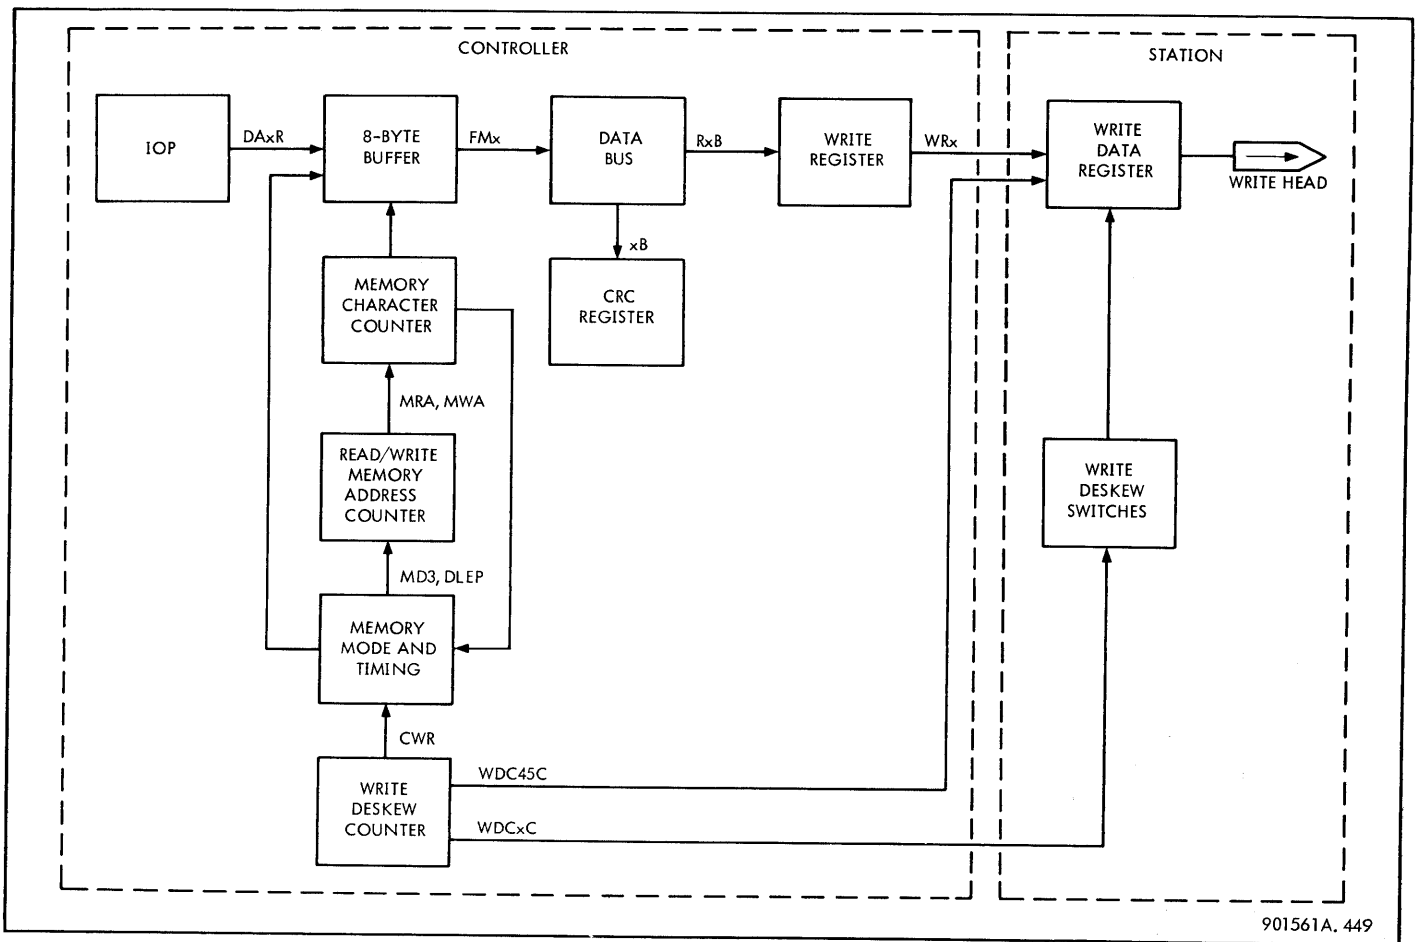 CONTROLLER
STATION
IOP
DAxR
8-BYTE
BUFFER
FMx
DATA
BUS
RxB
WRITE
REGISTER
WRx
WRITE
DATA
REGISTER
WRITE HEAD
xB
MEMORY
CHARACTER
COUNTER
CRC
REGISTER
MRA, MWA
READ/WRITE
MEMORY
ADDRESS
COUNTER
WRITE
DESKEW
SWITCHES
MD3, DLEP
MEMORY
MODE AND
TIMING
CWR
WRITE
DESKEW
COUNTER
WDC45C
WDCxC
901561A. 449